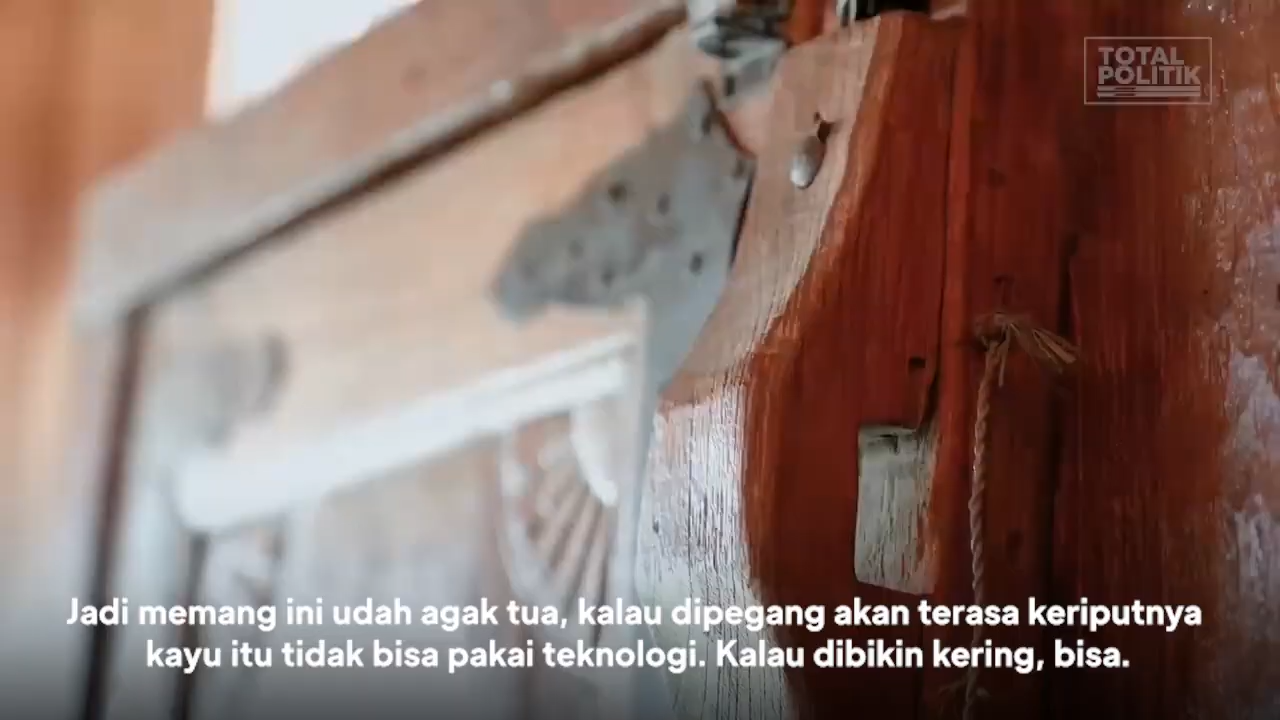 TOTAL
POLITIK
Jadi memang ini udah agak tua, kalau dipegang akan terasa keriputnya
kayu itu tidak bisa pakai teknologi. Kalau dibikin kering, bisa.